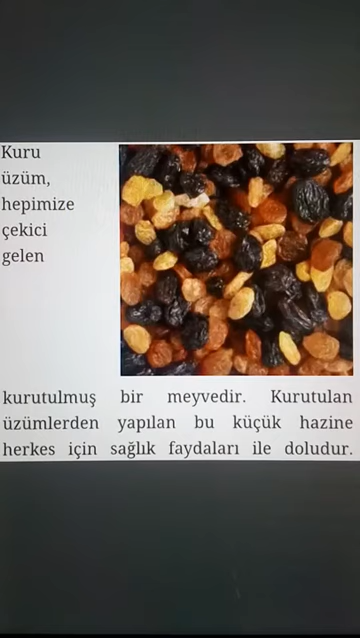 Kuru
üzüm,
hepimize
çekici
gelen
kurutulmuş bir meyvedir. Kurutulan
üzümlerden yapılan bu küçük hazine
herkes için sağlık faydaları ile doludur.